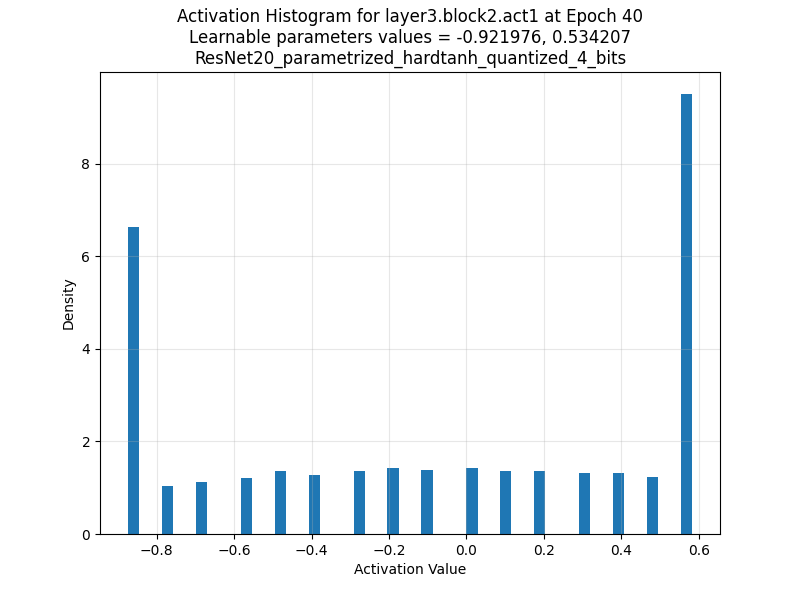 Activation Histogram for layer3.block2.act1 at Epoch 40
Learnable parameters values = -0.921976, 0.534207
ResNet20_parametrized_hardtanh_quantized_4_bits
Density
8
6
4
2
0
−0.8 −0.6 −0.4 −0.2 0.0 0.2 0.4 0.6
Activation Value